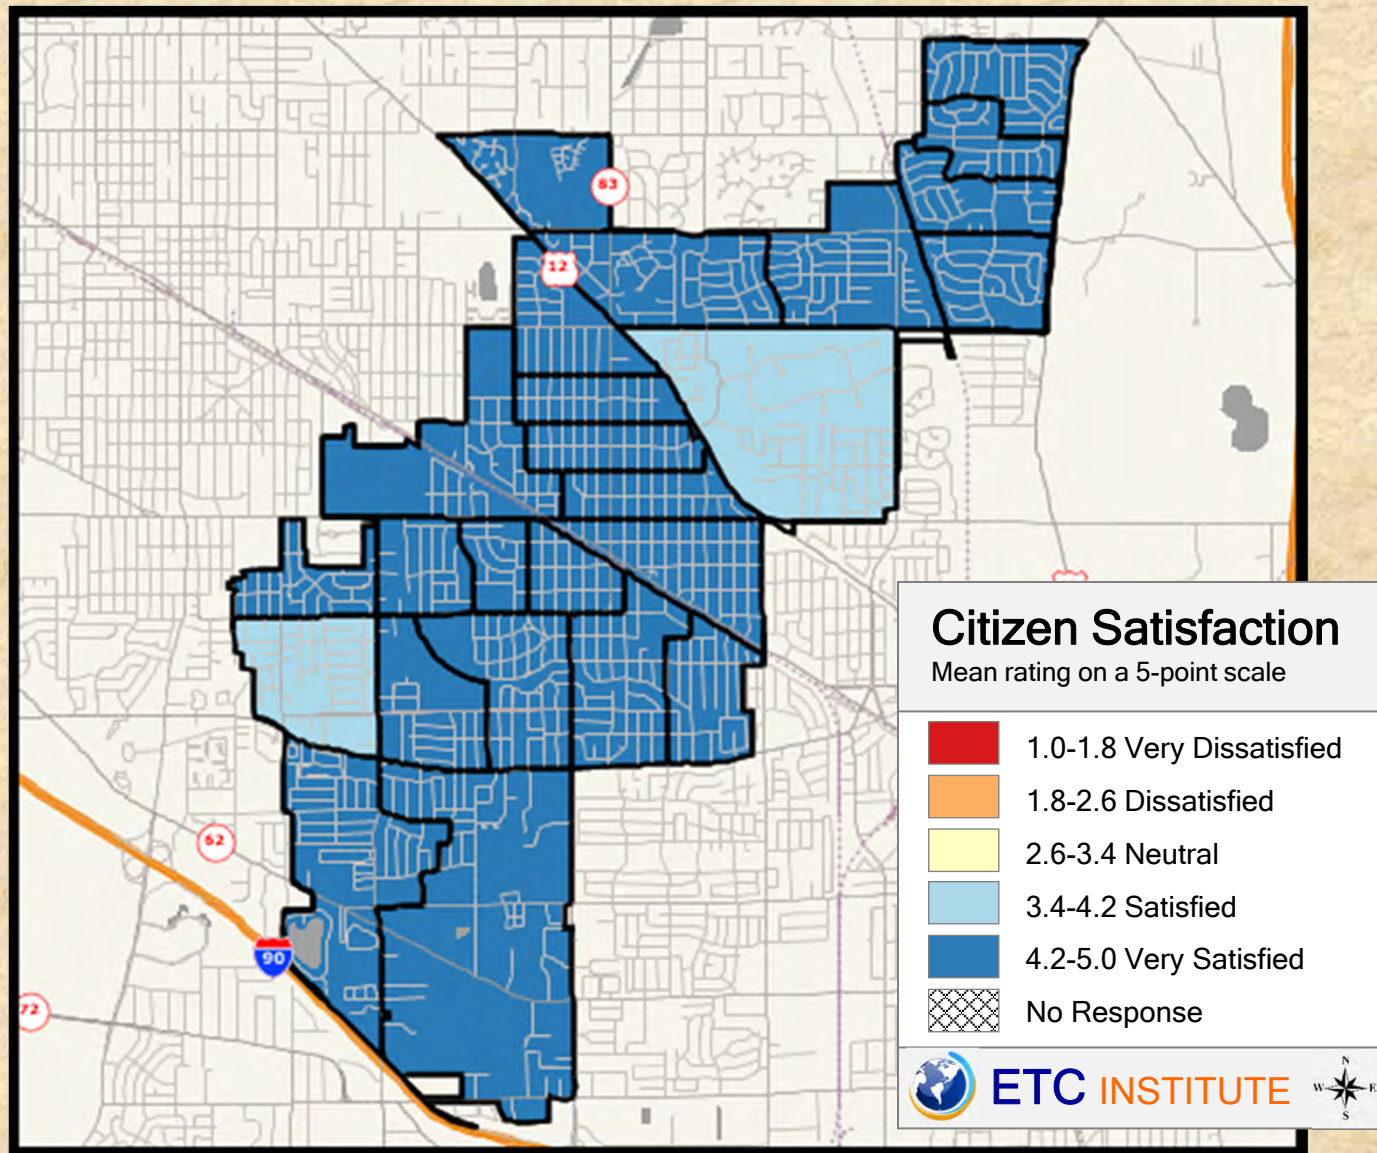 83
12
62
90
72
Citizen Satisfaction
Mean rating on a 5-point scale
1.0-1.8 Very Dissatisfied
1.8-2.6 Dissatisfied
2.6-3.4 Neutral
3.4-4.2 Satisfied
4.2-5.0 Very Satisfied
No Response
ETC INSTITUTE
N
W E
S